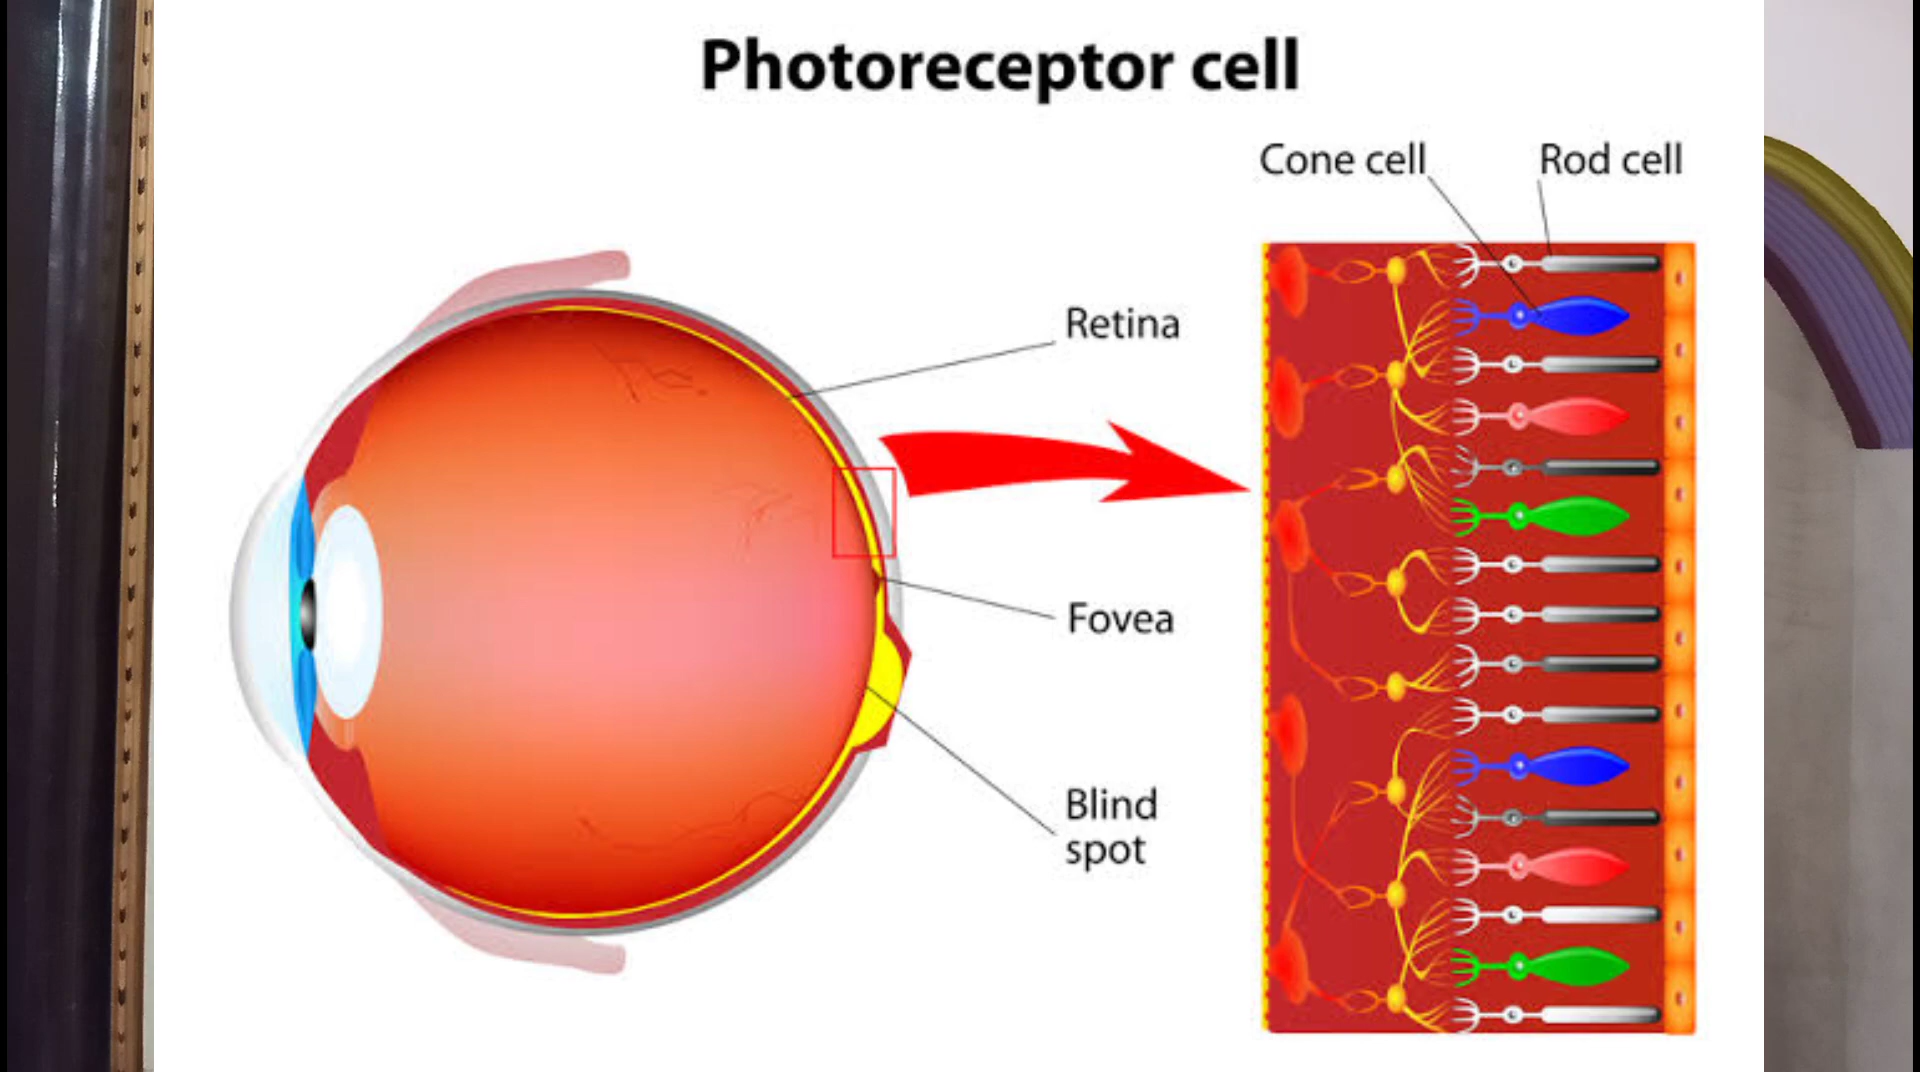 Photoreceptor cell
Cone cell
Rod cell
Retina
Fovea
Blind
spot